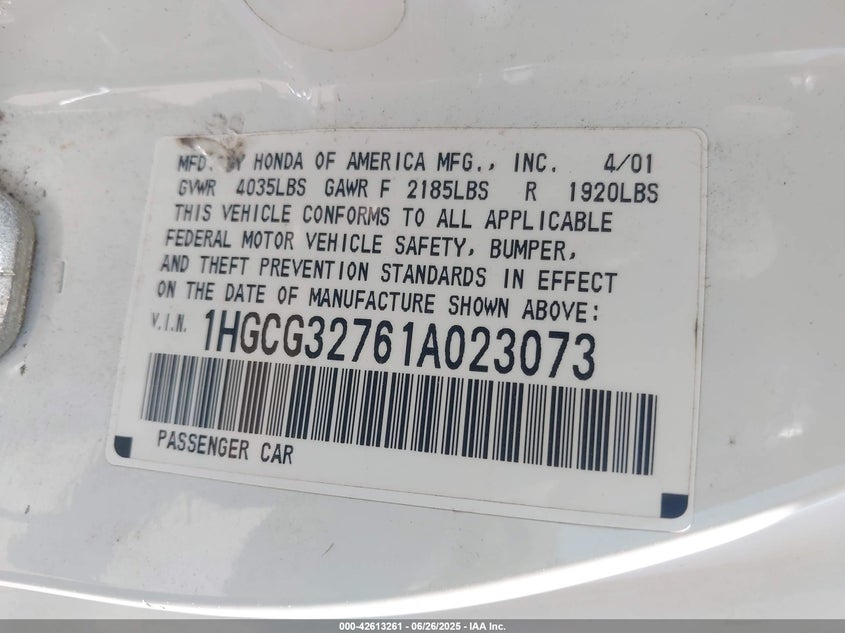 MFD. BY HONDA OF AMERICA MFG., INC. 4/01
GVWR 4035LBS GAWR F 2185LBS R 1920LBS
THIS VEHICLE CONFORMS TO ALL APPLICABLE
FEDERAL MOTOR VEHICLE SAFETY, BUMPER,
AND THEFT PREVENTION STANDARDS IN EFFECT
ON THE DATE OF MANUFACTURE SHOWN ABOVE:
V.I.N. 1HGCG32761A023073
PASSENGER CAR
000-42613261 - 06/26/2025 - IAA Inc.